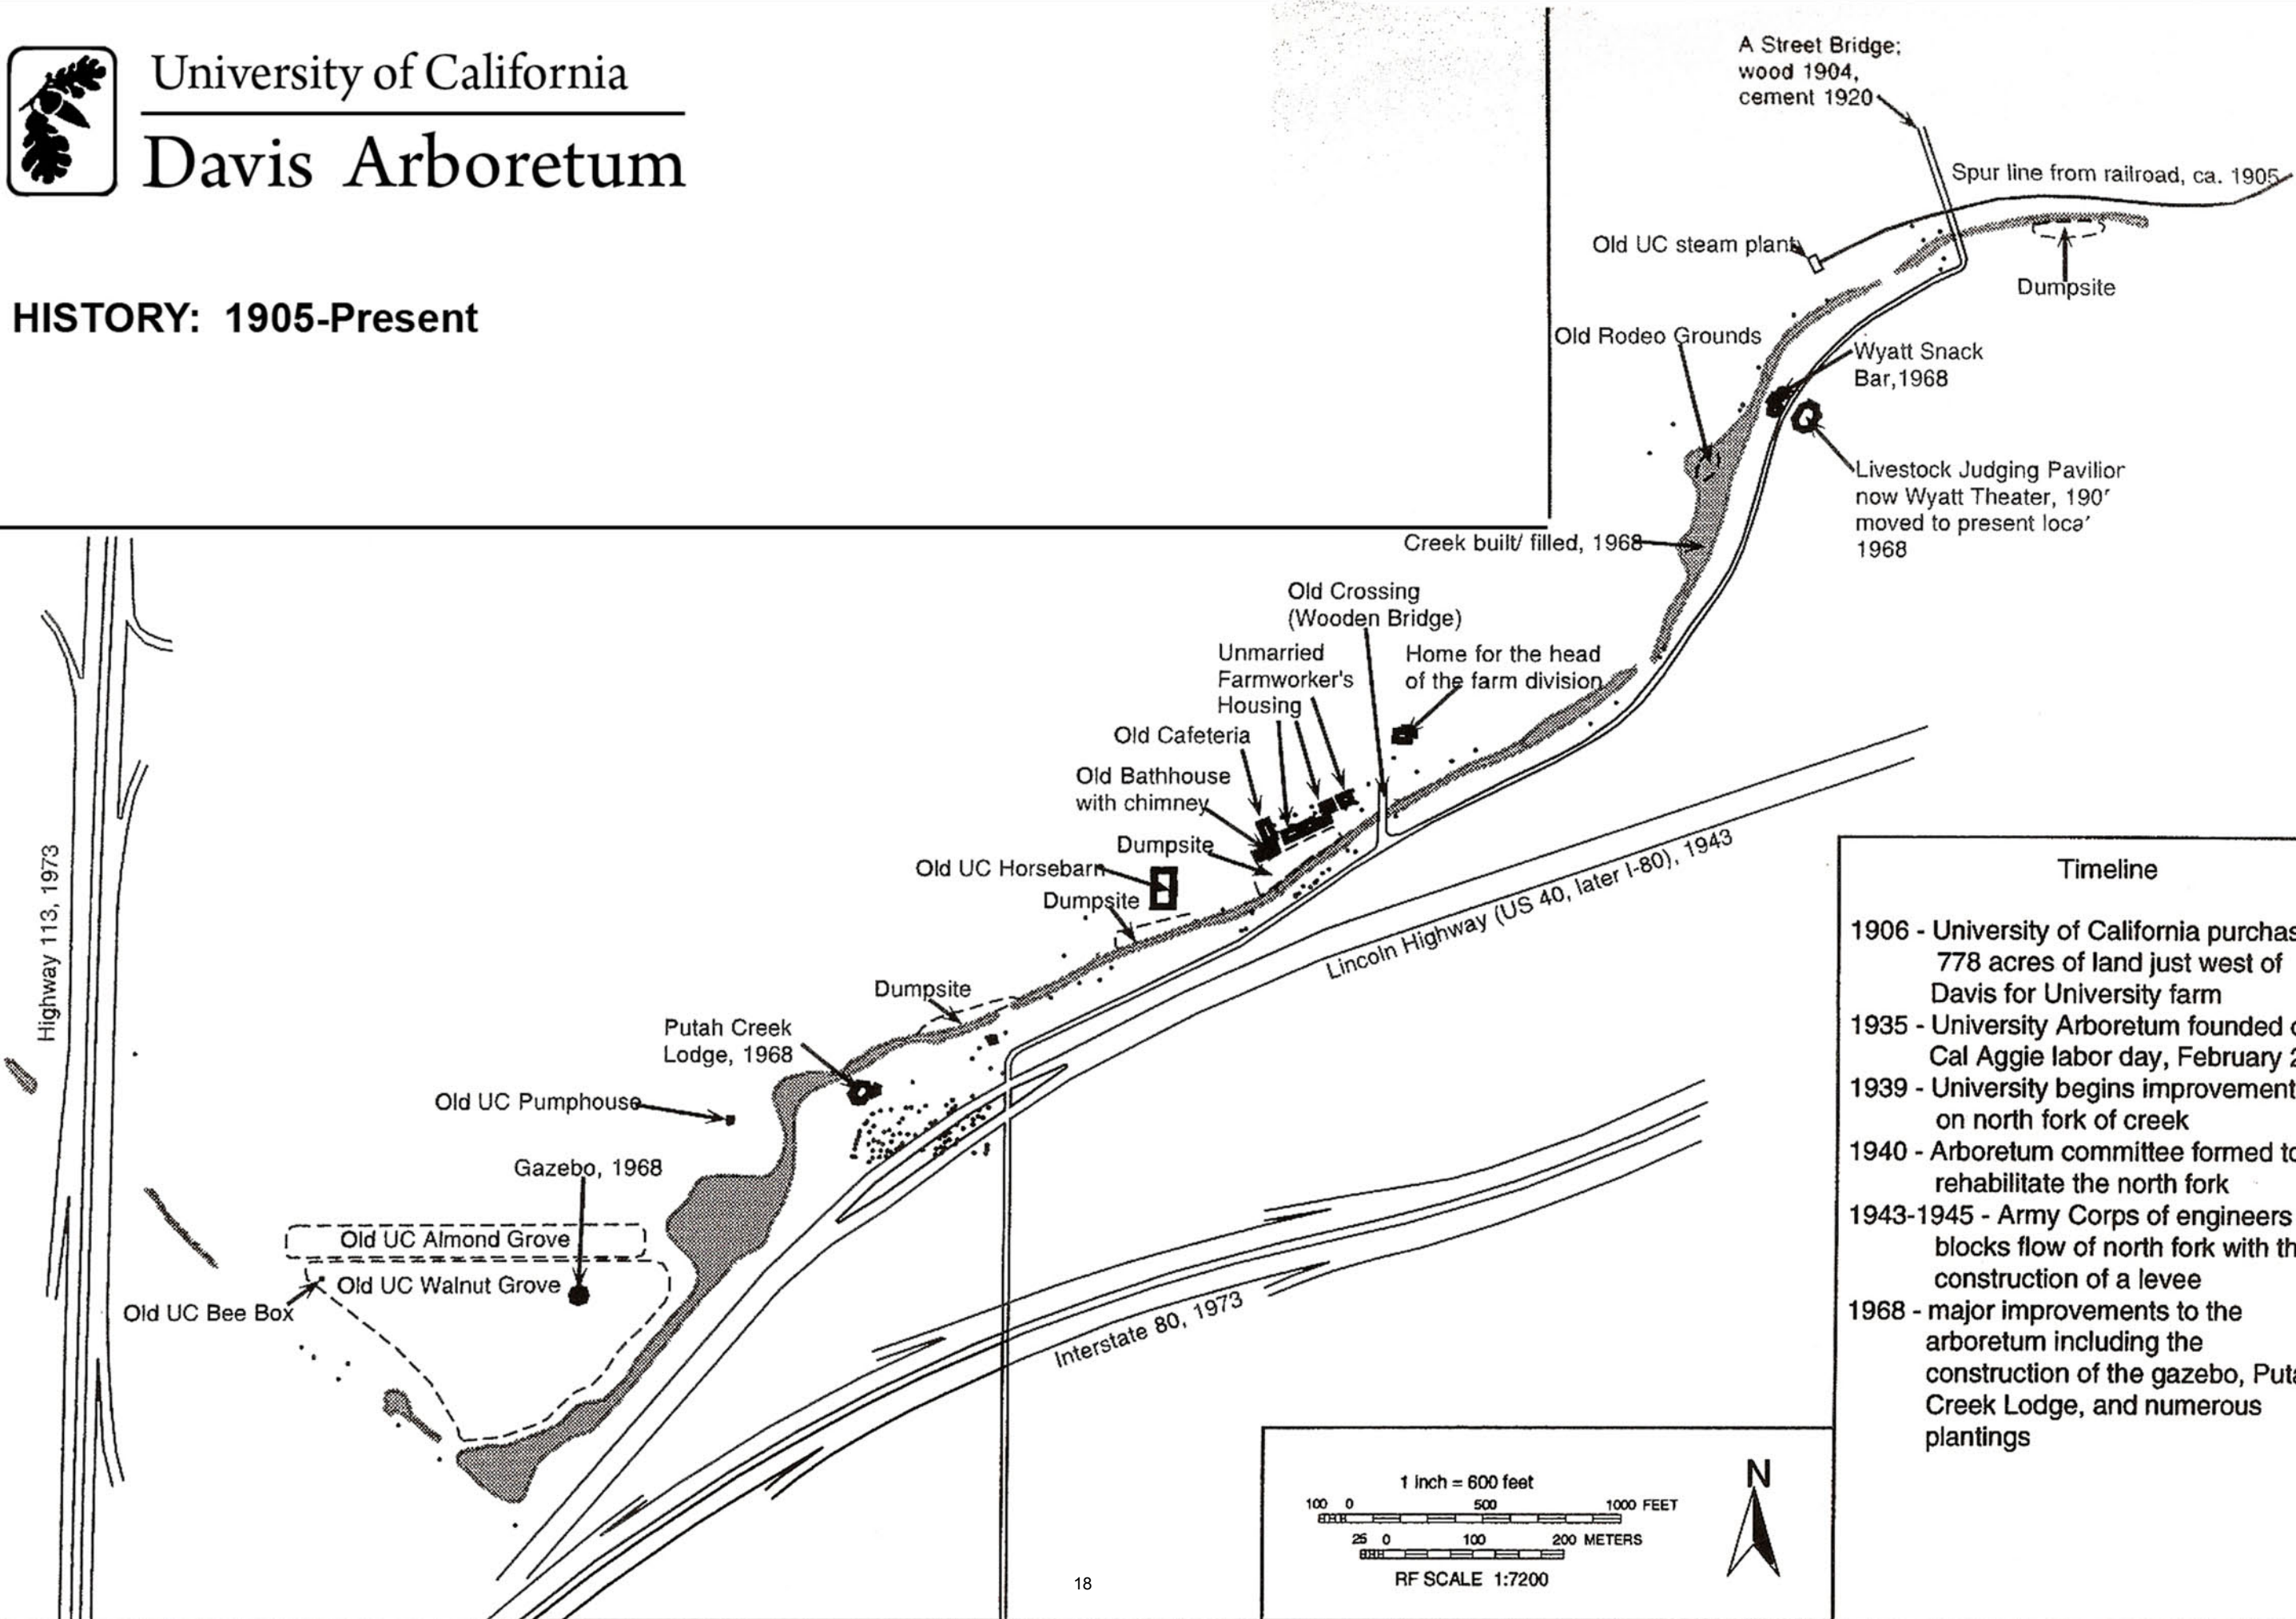 University of California
Davis Arboretum
HISTORY: 1905-Present
A Street Bridge;
wood 1904,
cement 1920
Spur line from railroad, ca. 1905
Old UC steam plant
Dumpsite
Old Rodeo Grounds
Wyatt Snack
Bar,1968
Livestock Judging Pavilion
now Wyatt Theater, 190
moved to present loca
1968
Creek built/ filled, 1968
Old Crossing
(Wooden Bridge)
Unmarried
Farmworker's
Housing
Home for the head
of the farm division
Old Cafeteria
Old Bathhouse
with chimney
Dumpsite
Old UC Horsebarn
Dumpsite
Lincoln Highway (US 40, later I-80), 1943
Highway 113, 1973
Dumpsite
Putah Creek
Lodge, 1968
Old UC Pumphouse
Gazebo, 1968
Old UC Almond Grove
Old UC Walnut Grove
Old UC Bee Box
Interstate 80, 1973
Timeline
1906 - University of California purchas
778 acres of land just west of
Davis for University farm
1935 - University Arboretum founded
Cal Aggie labor day, February
1939 - University begins improvement
on north fork of creek
1940 - Arboretum committee formed to
rehabilitate the north fork
1943-1945 - Army Corps of engineers
blocks flow of north fork with th
construction of a levee
1968 - major improvements to the
arboretum including the
construction of the gazebo, Puta
Creek Lodge, and numerous
plantings
1 inch = 600 feet
100 0 500 1000 FEET
25 0 100 200 METERS
RF SCALE 1:7200
N
18